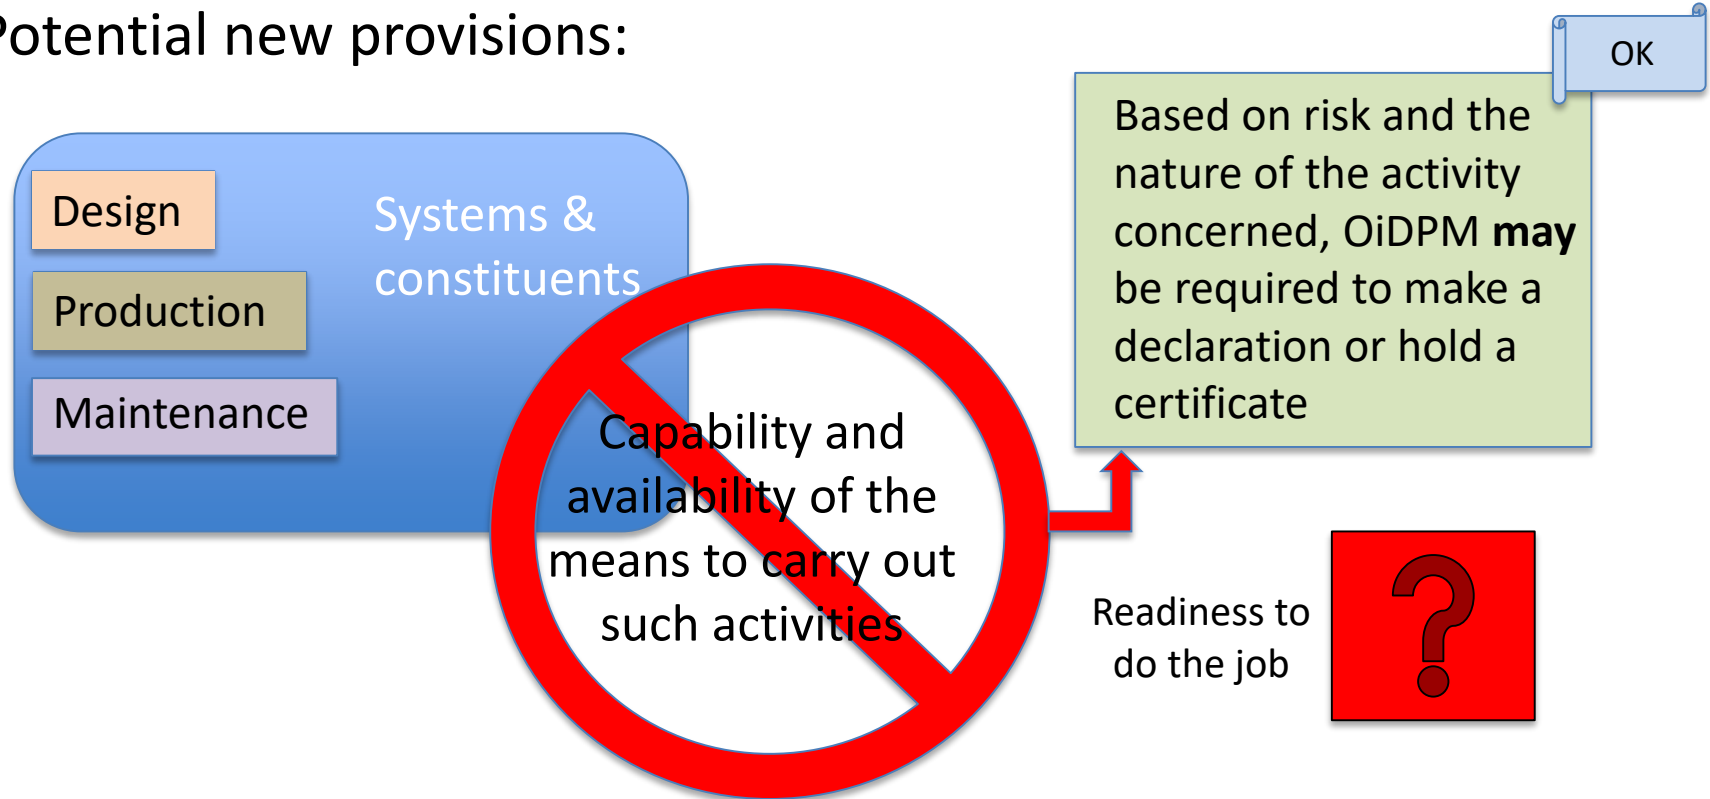 Potential new provisions:
OK
Design
Production
Maintenance
Systems &
constituents
Capability and
availability of the
means to carry out
such activities
Based on risk and the
nature of the activity
concerned, OiDPM may
be required to make a
declaration or hold a
certificate
Readiness to
do the job
?